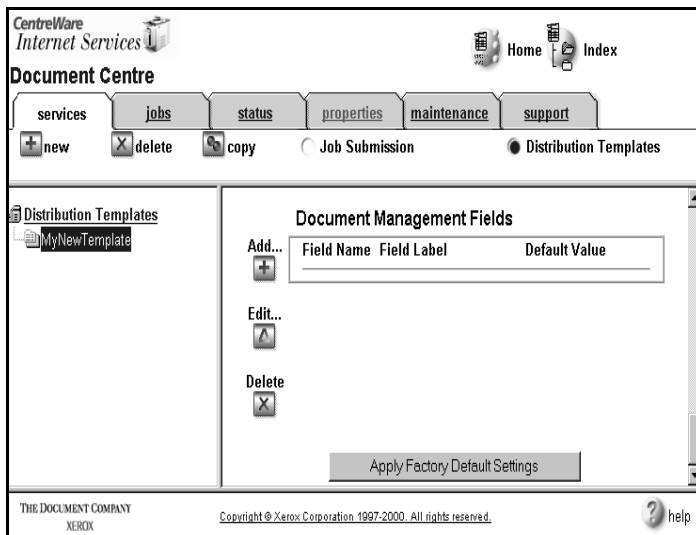 CentreWare
Internet Services
Home
Index
Document Centre
services
jobs
status
properties
maintenance
support
new
delete
copy
Job Submission
Distribution Templates
Distribution Templates
MyNewTemplate
Document Management Fields
Add...
Field Name Field Label Default Value
Edit...
Delete
Apply Factory Default Settings
THE DOCUMENT COMPANY
XEROX
Copyright © Xerox Corporation 1997-2000. All rights reserved.
help